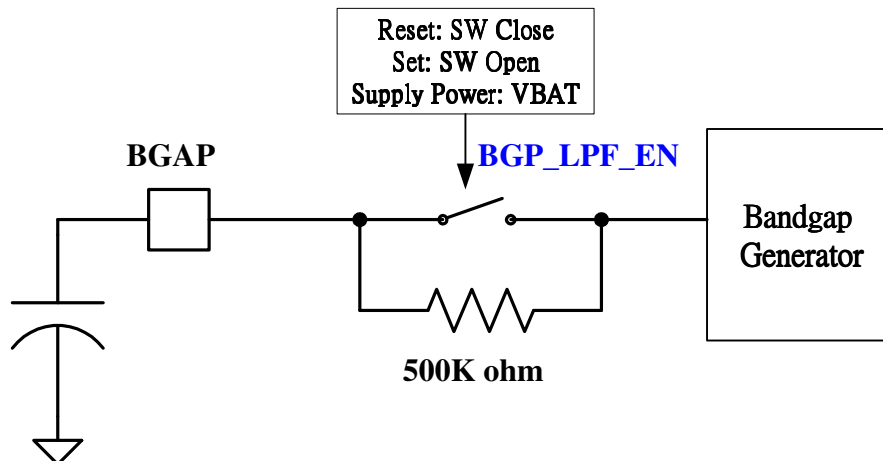 Reset: SW Close
Set: SW Open
Supply Power: VBAT
BGAP
BGP_LPF_EN
Bandgap
Generator
500K ohm